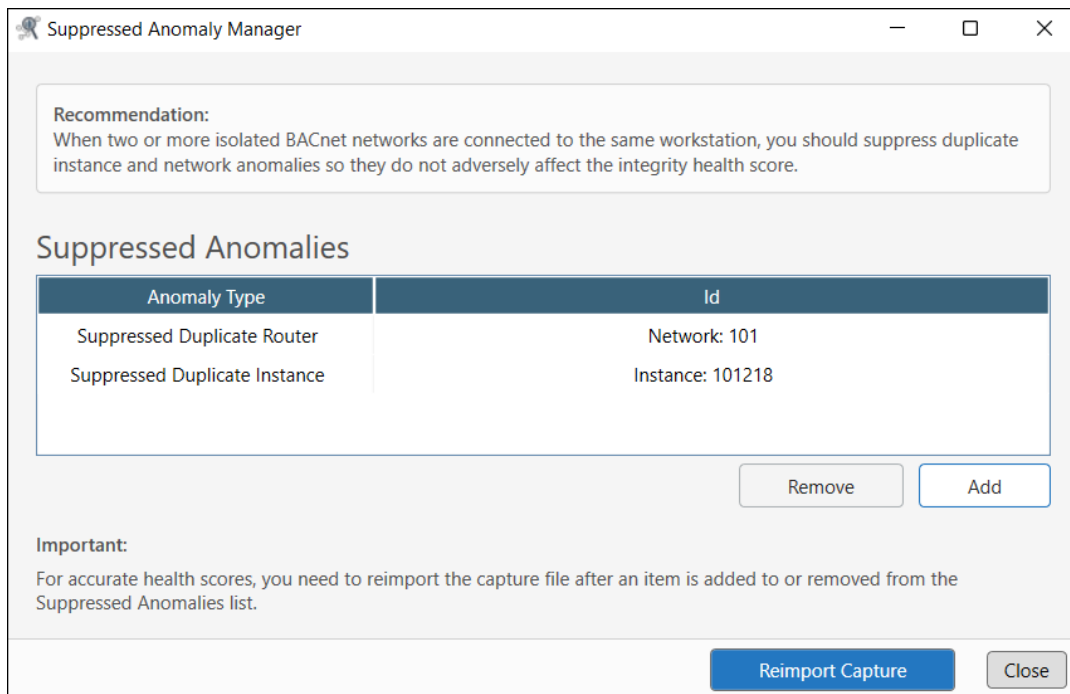 Suppressed Anomaly Manager
Recommendation:
When two or more isolated BACnet networks are connected to the same workstation, you should suppress duplicate
instance and network anomalies so they do not adversely affect the integrity health score.
Suppressed Anomalies
Anomaly Type Id
Suppressed Duplicate Router Network: 101
Suppressed Duplicate Instance Instance: 101218
Remove Add
Important:
For accurate health scores, you need to reimport the capture file after an item is added to or removed from the
Suppressed Anomalies list.
Reimport Capture Close